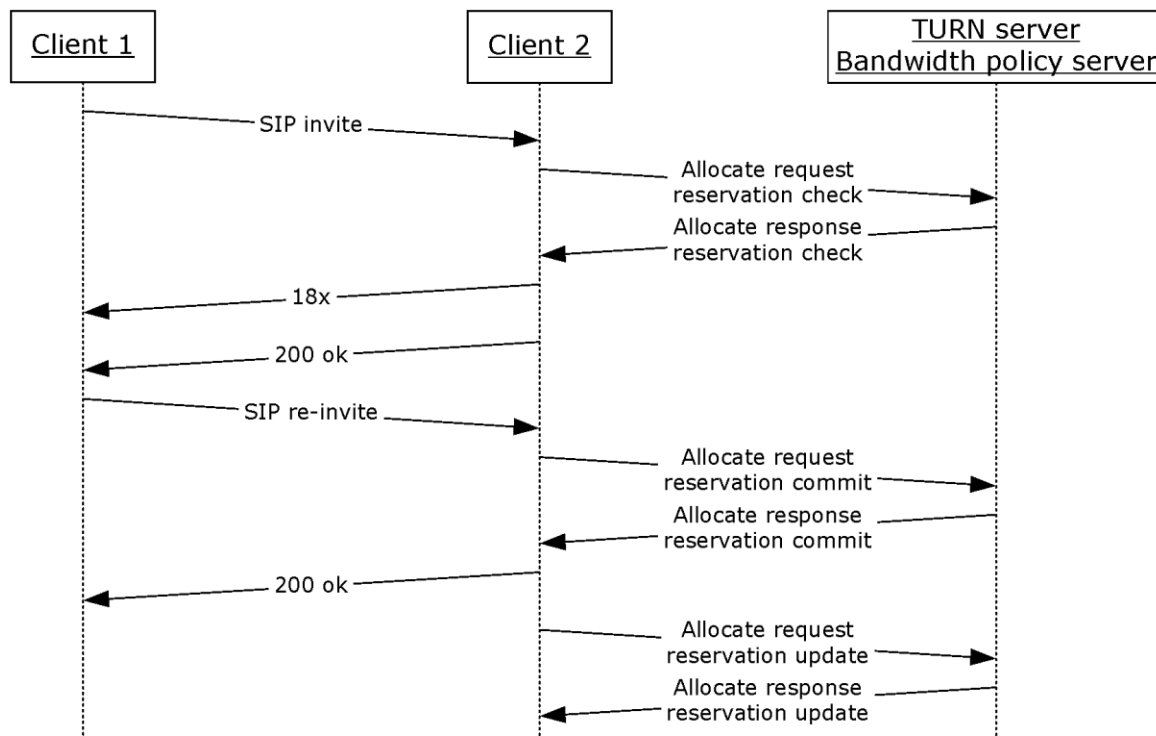 Client 1
Client 2
TURN server
Bandwidth policy server
SIP invite
Allocate request
reservation check
Allocate response
reservation check
18x
200 ok
SIP re-invite
Allocate request
reservation commit
Allocate response
reservation commit
200 ok
Allocate request
reservation update
Allocate response
reservation update